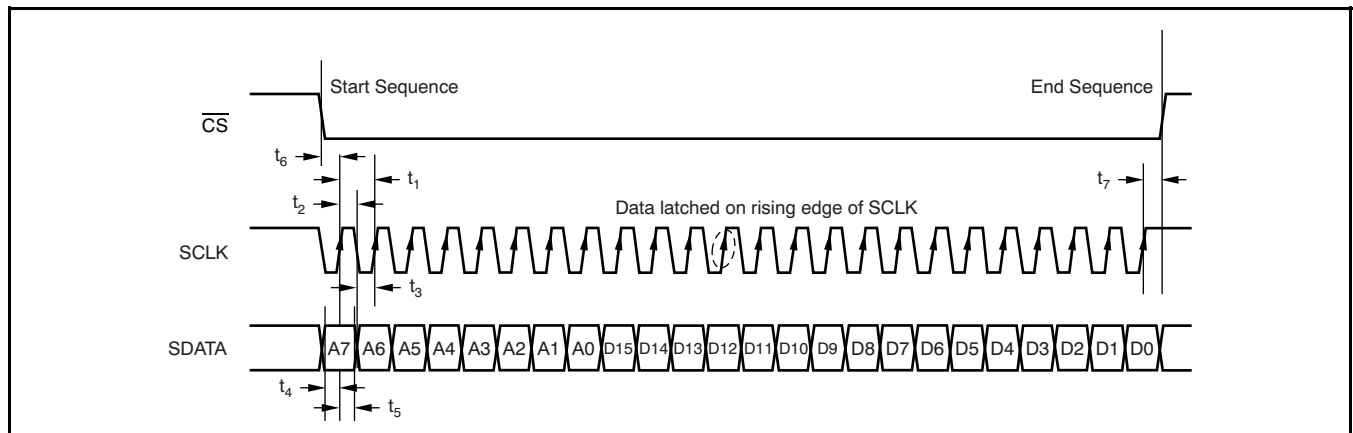 Start Sequence
End Sequence
CS
t6
t1
t7
t2
Data latched on rising edge of SCLK
SCLK
t3
SDATA
A7 A6 A5 A4 A3 A2 A1 A0 D15 D14 D13 D12 D11 D10 D9 D8 D7 D6 D5 D4 D3 D2 D1 D0
t4
t5